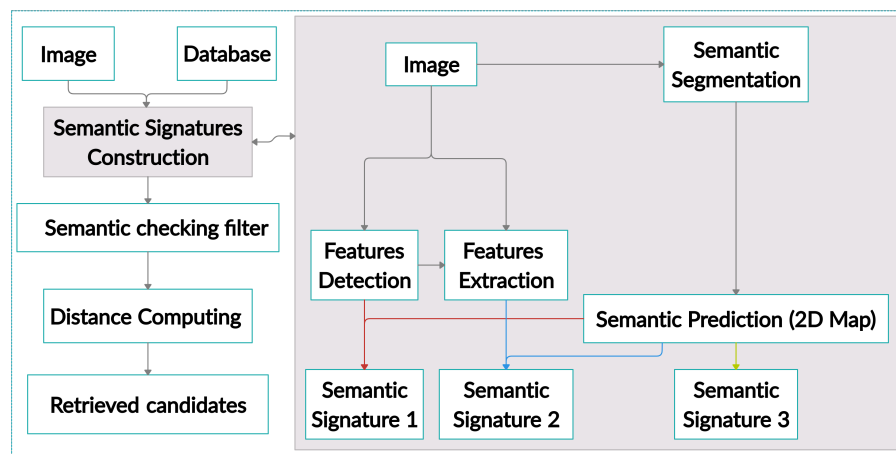 Image
Database
Semantic Signatures
Construction
Semantic checking filter
Distance Computing
Retrieved candidates
Image
Semantic
Segmentation
Features
Detection
Features
Extraction
Semantic Prediction (2D Map)
Semantic
Signature 1
Semantic
Signature 2
Semantic
Signature 3